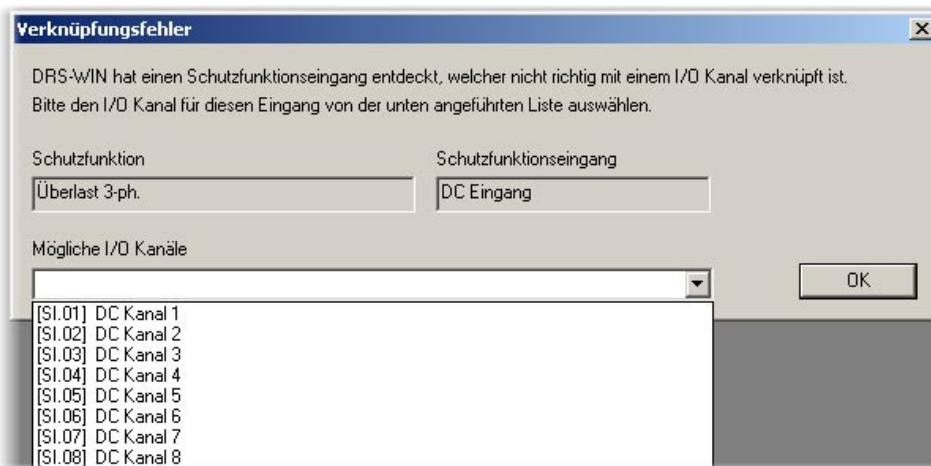 Verknüpfungsfehler
DRS-WIN hat einen Schutzfunktionseingang entdeckt, welcher nicht richtig mit einem I/O Kanal verknüpft ist.
Bitte den I/O Kanal für diesen Eingang von der unten angeführten Liste auswählen.
Schutzfunktion
Schutzfunktionseingang
Überlast 3-ph.
DC Eingang
Mögliche I/O Kanäle
OK
[SI.01] DC Kanal 1
[SI.02] DC Kanal 2
[SI.03] DC Kanal 3
[SI.04] DC Kanal 4
[SI.05] DC Kanal 5
[SI.06] DC Kanal 6
[SI.07] DC Kanal 7
[SI.08] DC Kanal 8